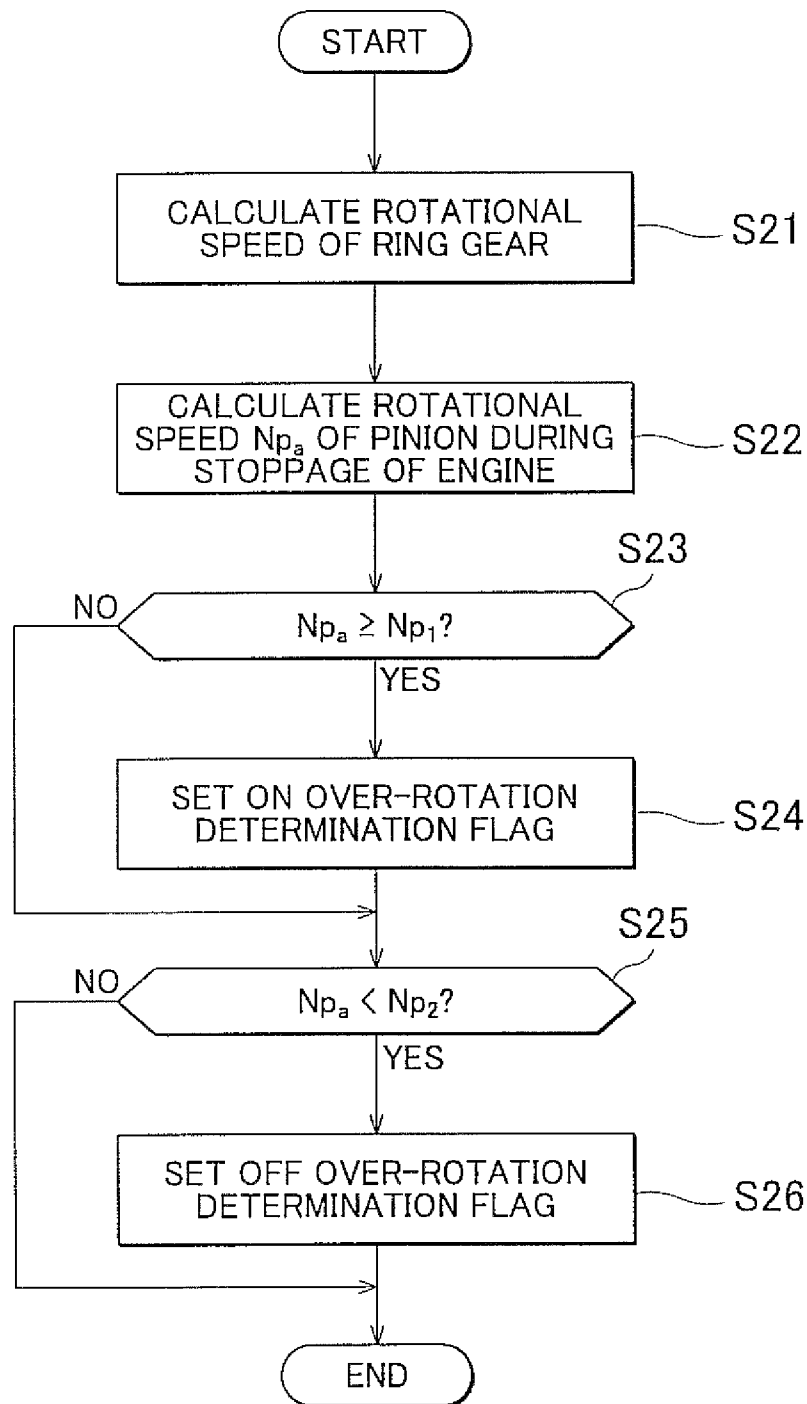 START
CALCULATE ROTATIONAL
SPEED OF RING GEAR
S21
CALCULATE ROTATIONAL
SPEED Npₐ OF PINION DURING
STOPPAGE OF ENGINE
S22
S23
NO
Npₐ ≥ Np₁?
YES
SET ON OVER-ROTATION
DETERMINATION FLAG
S24
S25
NO
Npₐ < Np₂?
YES
SET OFF OVER-ROTATION
DETERMINATION FLAG
S26
END